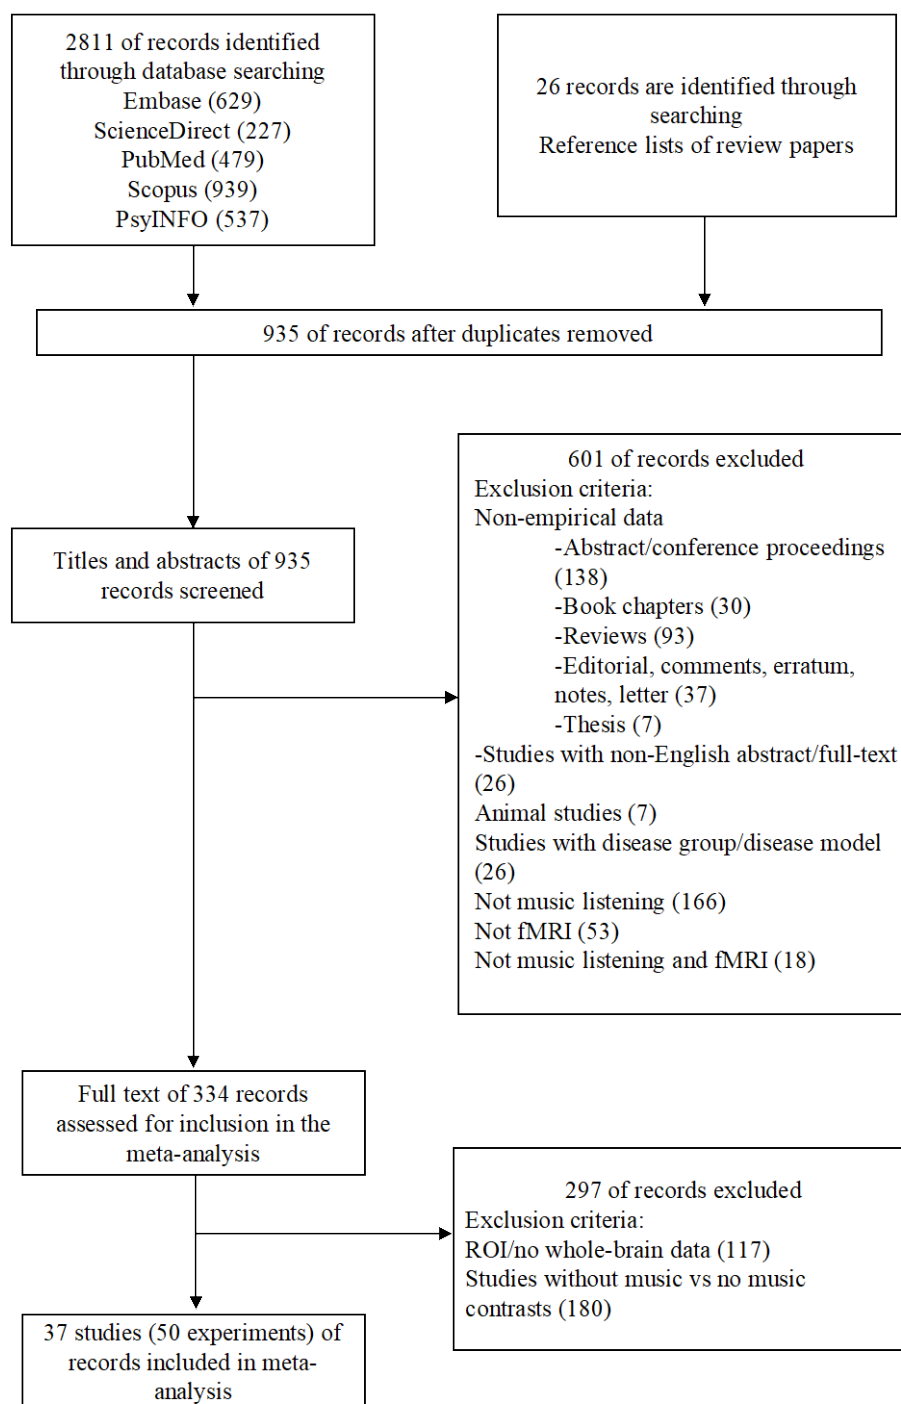 2811 of records identified
through database searching
Embase (629)
ScienceDirect (227)
PubMed (479)
Scopus (939)
PsyINFO (537)
26 records are identified through
searching
Reference lists of review papers
935 of records after duplicates removed
601 of records excluded
Exclusion criteria:
Non-empirical data
-Abstract/conference proceedings
(138)
-Book chapters (30)
-Reviews (93)
-Editorial, comments, erratum,
notes, letter (37)
-Thesis (7)
-Studies with non-English abstract/full-text
(26)
Animal studies (7)
Studies with disease group/disease model
(26)
Not music listening (166)
Not fMRI (53)
Not music listening and fMRI (18)
Titles and abstracts of 935
records screened
Full text of 334 records
assessed for inclusion in the
meta-analysis
297 of records excluded
Exclusion criteria:
ROI/no whole-brain data (117)
Studies without music vs no music
contrasts (180)
37 studies (50 experiments) of
records included in meta-
analysis